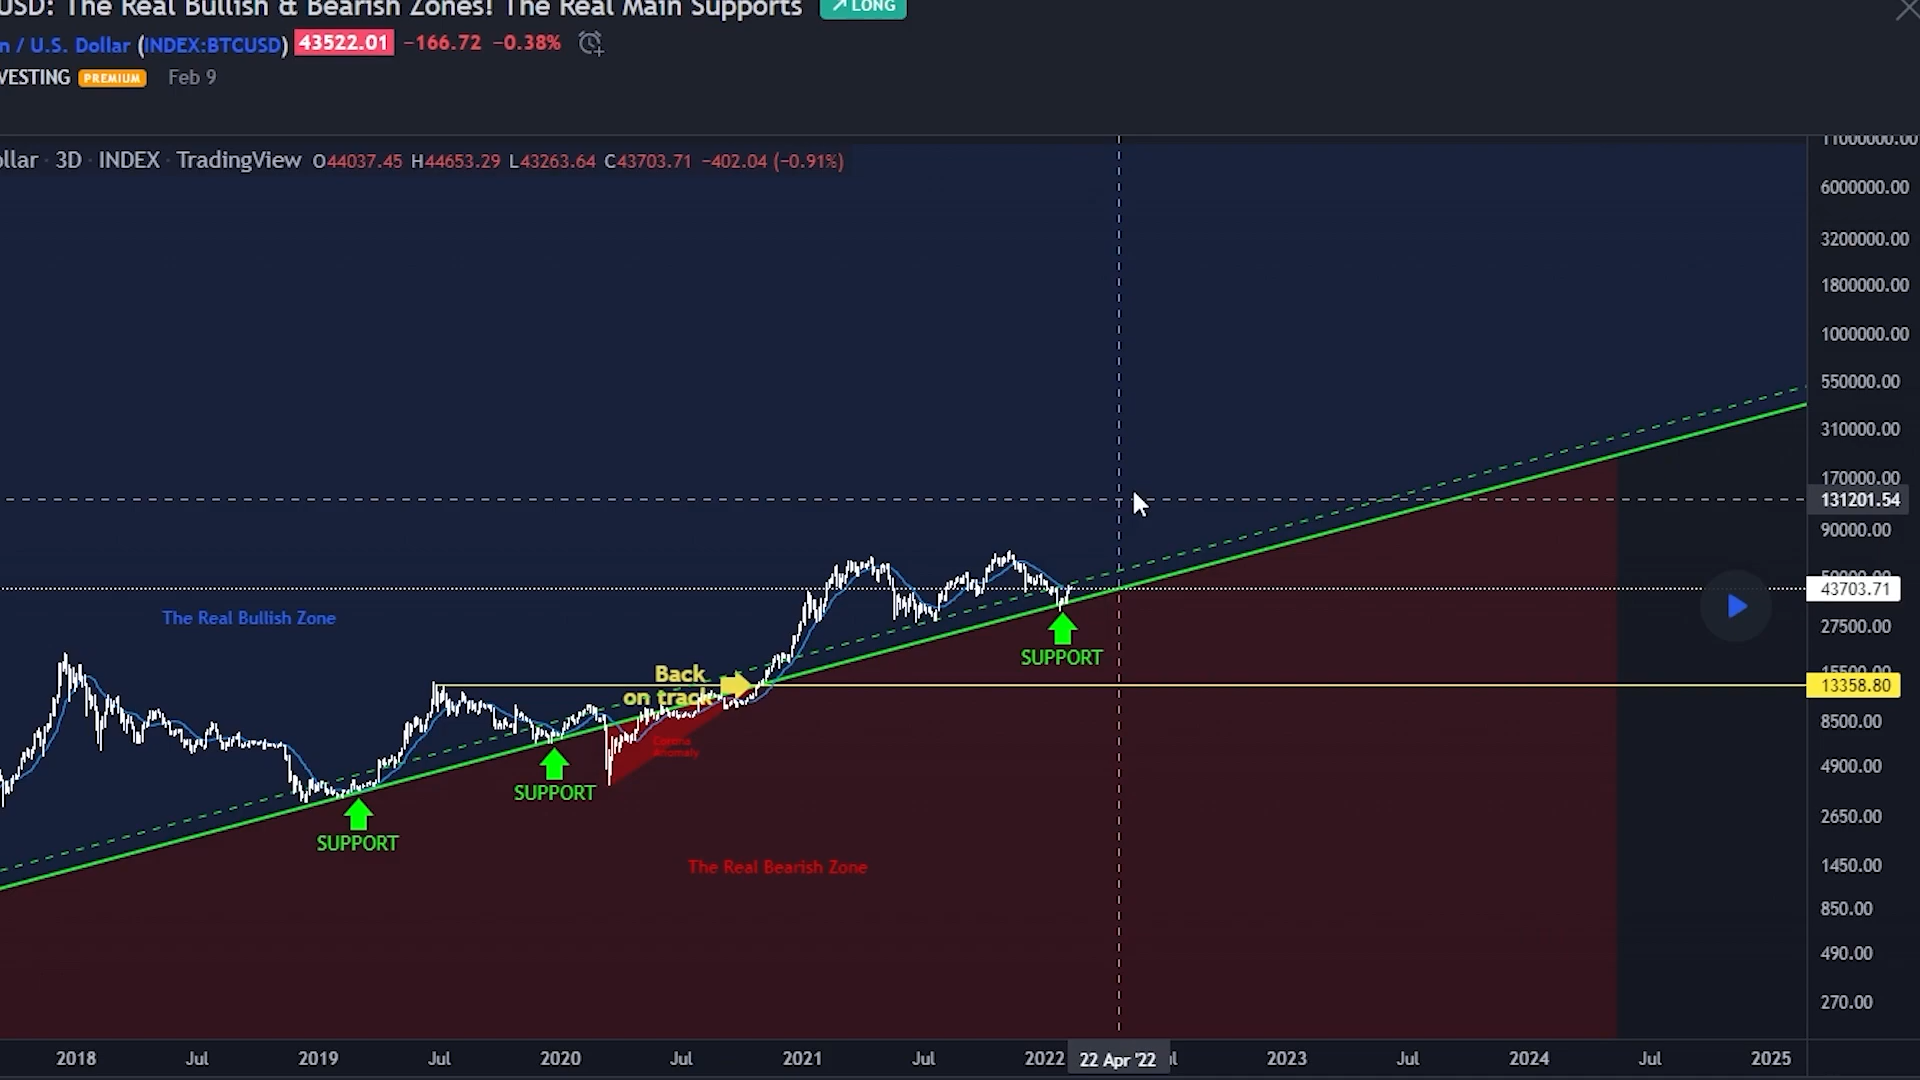 USD: The Real Bullish & Bearish Zones! The Real Main Supports LONG
n / U.S. Dollar (INDEX:BTCUSD) 43522.01 −166.72 −0.38%
VESTING PREMIUM Feb 9
ollar · 3D · INDEX · TradingView O44037.45 H44653.29 L43263.64 C43703.71 −402.04 (−0.91%)
11000000.00
6000000.00
3200000.00
1800000.00
1000000.00
550000.00
310000.00
170000.00
131201.54
90000.00
43703.71
The Real Bullish Zone
27500.00
SUPPORT
15500.00
Back
on track
13358.80
8500.00
Corona
Anomaly
4900.00
SUPPORT
2650.00
SUPPORT
The Real Bearish Zone
1450.00
850.00
490.00
270.00
2018 Jul 2019 Jul 2020 Jul 2021 Jul 2022 22 Apr '22 2023 Jul 2024 Jul 2025